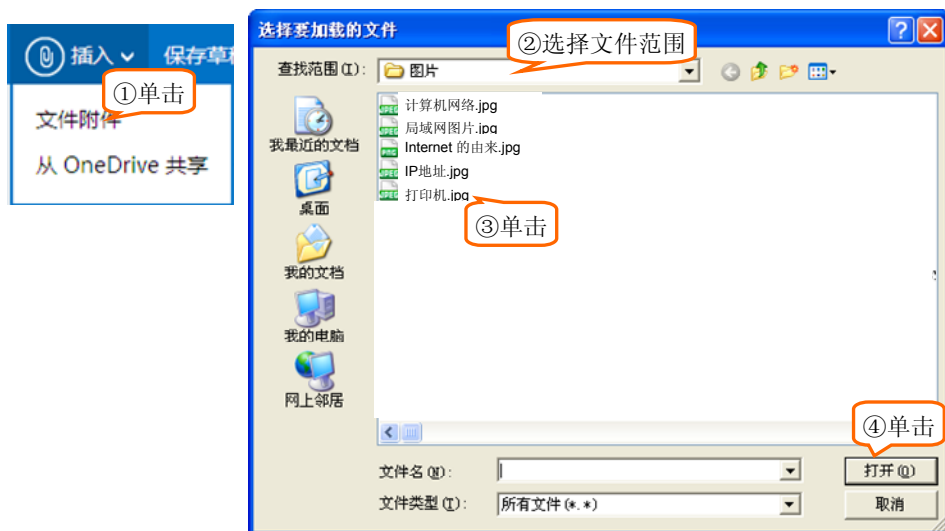 插入 保存草稿
①单击
文件附件
从 OneDrive 共享
选择要加载的文件
②选择文件范围
查找范围(I): 图片
我最近的文档
桌面
我的文档
我的电脑
网上邻居
计算机网络.jpg
局域网图片.jpg
Internet 的由来.jpg
IP地址.jpg
打印机.jpg
③单击
④单击
文件名(N): 打开(O)
文件类型(T): 所有文件(*.*) 取消